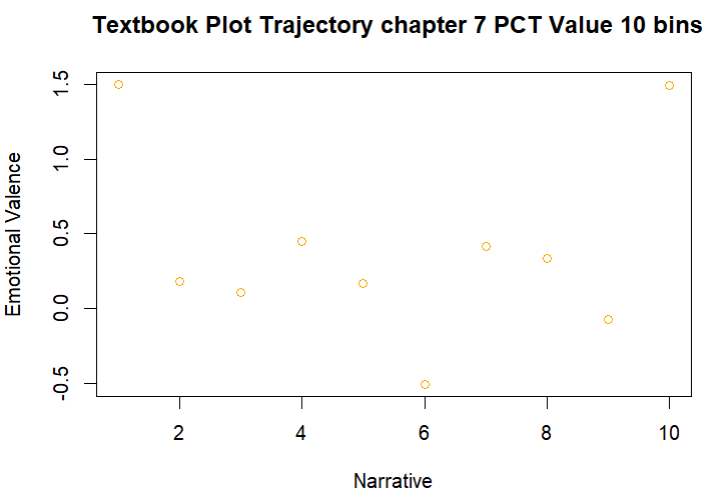 Textbook Plot Trajectory chapter 7 PCT Value 10 bins
Emotional Valence
1.5
1.0
0.5
0.0
-0.5
2 4 6 8 10
Narrative